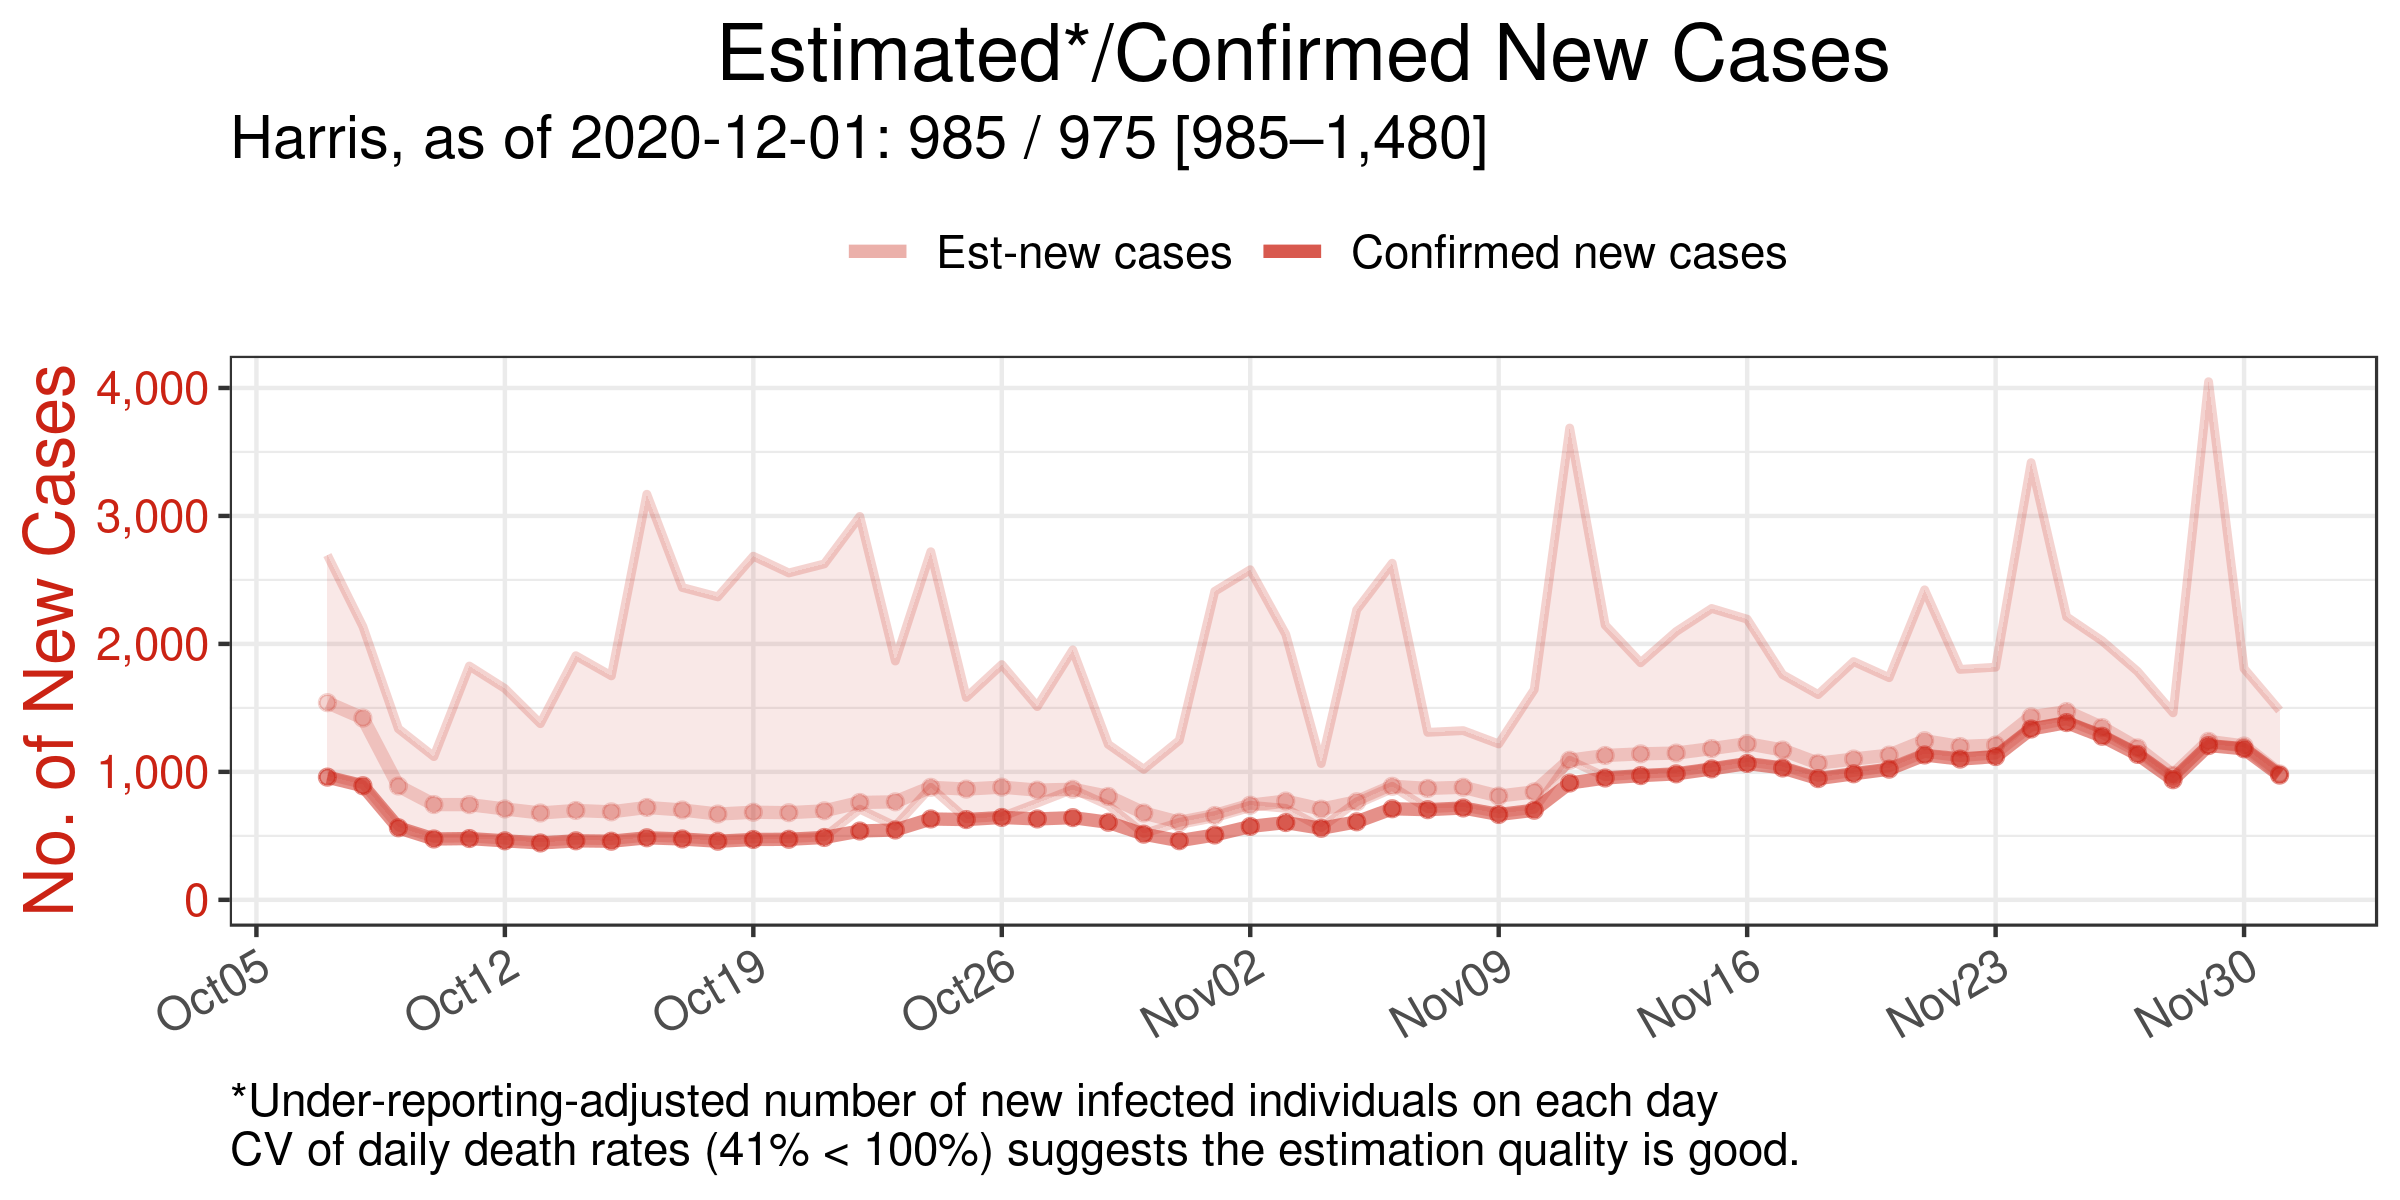 Estimated*/Confirmed New Cases
Harris, as of 2020-12-01: 985 / 975 [985–1,480]
Est-new cases
Confirmed new cases
No. of New Cases
4,000
3,000
2,000
1,000
0
Oct05
Oct12
Oct19
Oct26
Nov02
Nov09
Nov16
Nov23
Nov30
*Under-reporting-adjusted number of new infected individuals on each day
CV of daily death rates (41% < 100%) suggests the estimation quality is good.